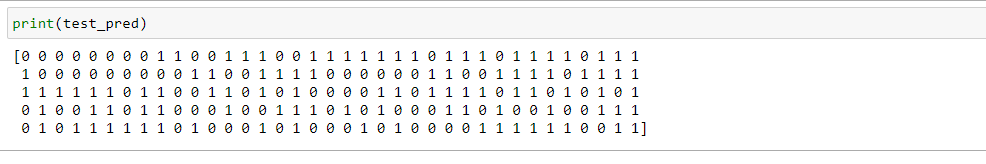 print(test_pred)
[0 0 0 0 0 0 0 0 1 1 0 0 1 1 1 0 0 1 1 1 1 1 1 1 0 1 1 1 0 1 1 1 1 0 1 1 1
1 0 0 0 0 0 0 0 0 0 1 1 0 0 1 1 1 1 0 0 0 0 0 0 1 1 0 0 1 1 1 1 0 1 1 1 1
1 1 1 1 1 1 0 1 1 0 0 1 1 0 1 0 1 0 0 0 0 1 1 0 1 1 1 1 0 1 1 0 1 0 1 0 1
0 1 0 0 1 1 0 1 1 0 0 0 1 0 0 1 1 1 0 1 0 1 0 0 0 1 1 0 1 0 0 1 0 0 1 1 1
0 1 0 1 1 1 1 1 1 0 1 0 0 0 1 0 1 0 0 0 1 0 1 0 0 0 0 1 1 1 1 1 1 0 0 1 1]